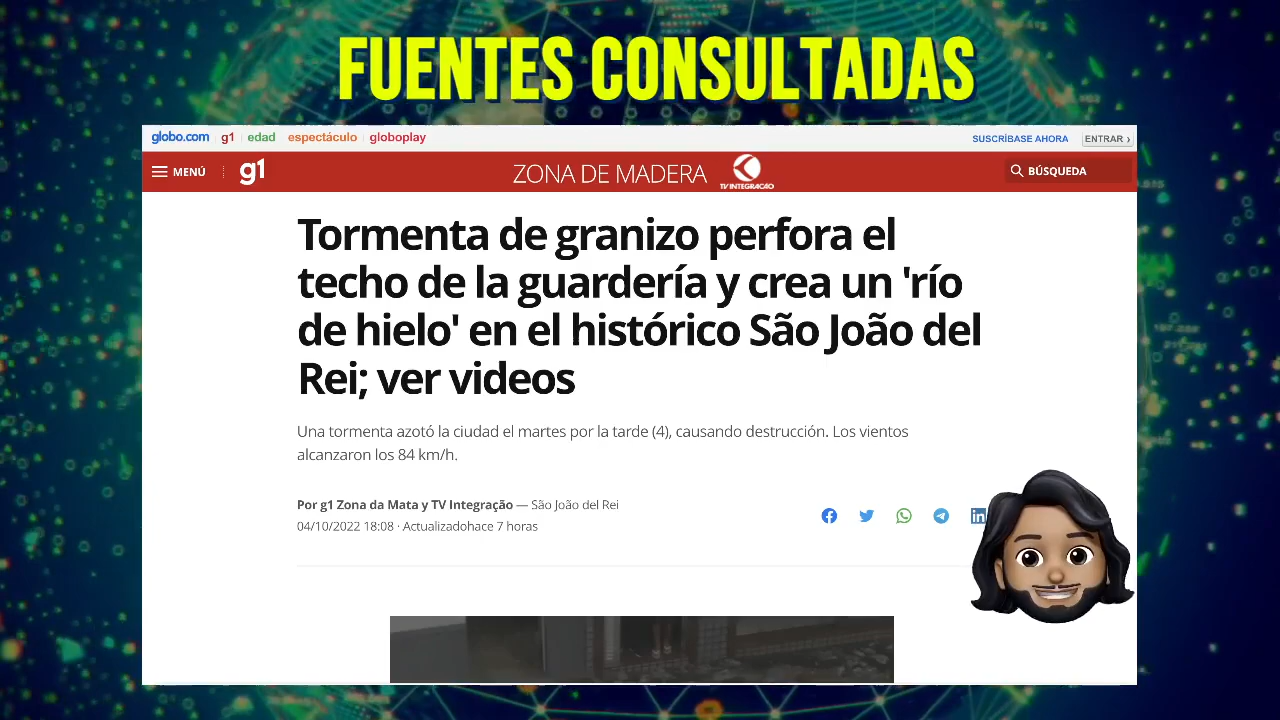 FUENTES CONSULTADAS
globo.com g1 edad espectáculo globoplay SUSCRÍBASE AHORA ENTRAR ›
MENÚ g1 ZONA DE MADERA TV INTEGRAÇÃO BÚSQUEDA
Tormenta de granizo perfora el
techo de la guardería y crea un 'río
de hielo' en el histórico São João del
Rei; ver videos
Una tormenta azotó la ciudad el martes por la tarde (4), causando destrucción. Los vientos
alcanzaron los 84 km/h.
Por g1 Zona da Mata y TV Integração — São João del Rei
04/10/2022 18:08 · Actualizadohace 7 horas